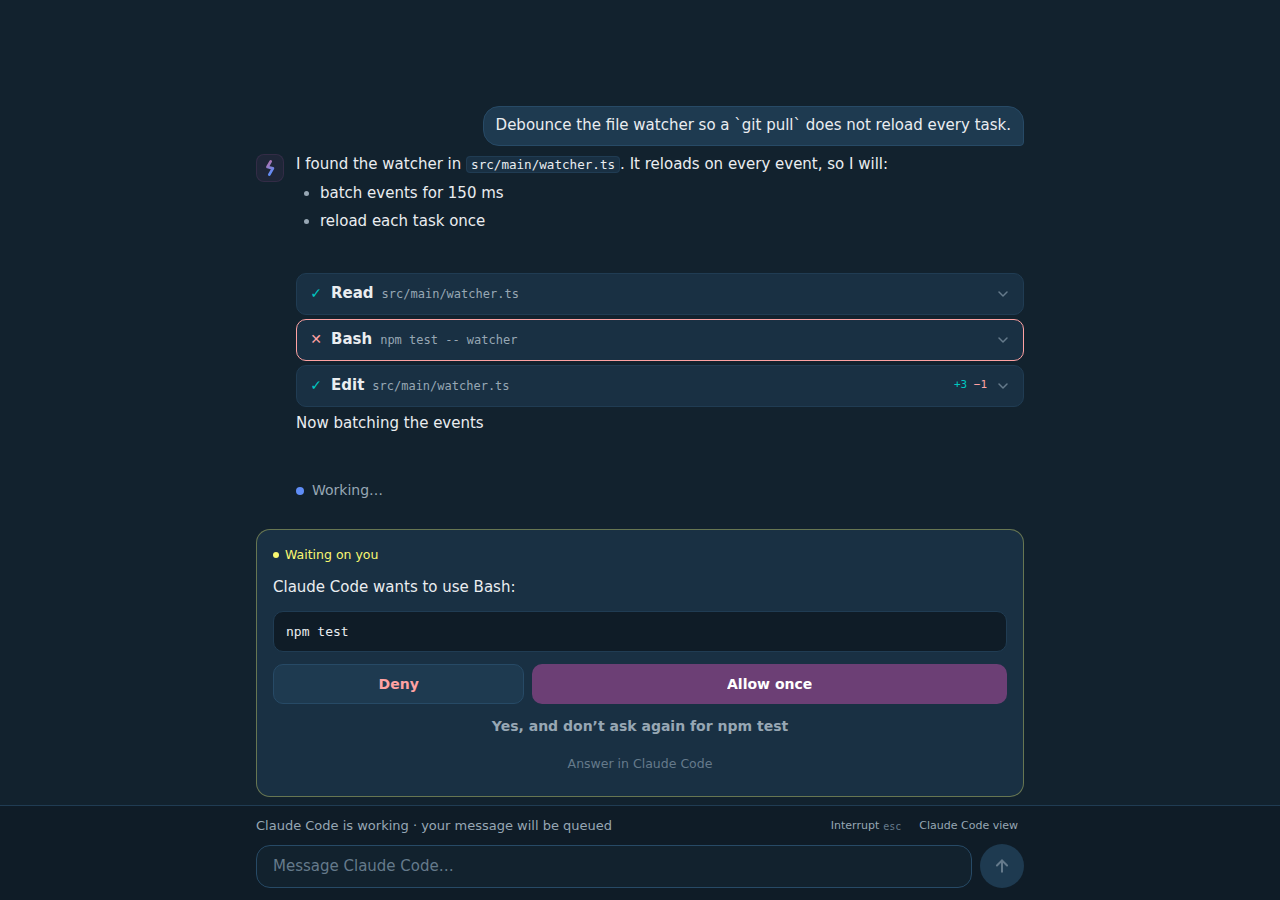 Debounce the file watcher so a `git pull` does not reload every task.
I found the watcher in src/main/watcher.ts. It reloads on every event, so I will:
• batch events for 150 ms
• reload each task once
✓ Read src/main/watcher.ts
✕ Bash npm test -- watcher
✓ Edit src/main/watcher.ts +3 −1
Now batching the events
Working…
Waiting on you
Claude Code wants to use Bash:
npm test
Deny Allow once
Yes, and don’t ask again for npm test
Answer in Claude Code
Claude Code is working · your message will be queued Interrupt esc Claude Code view
Message Claude Code…